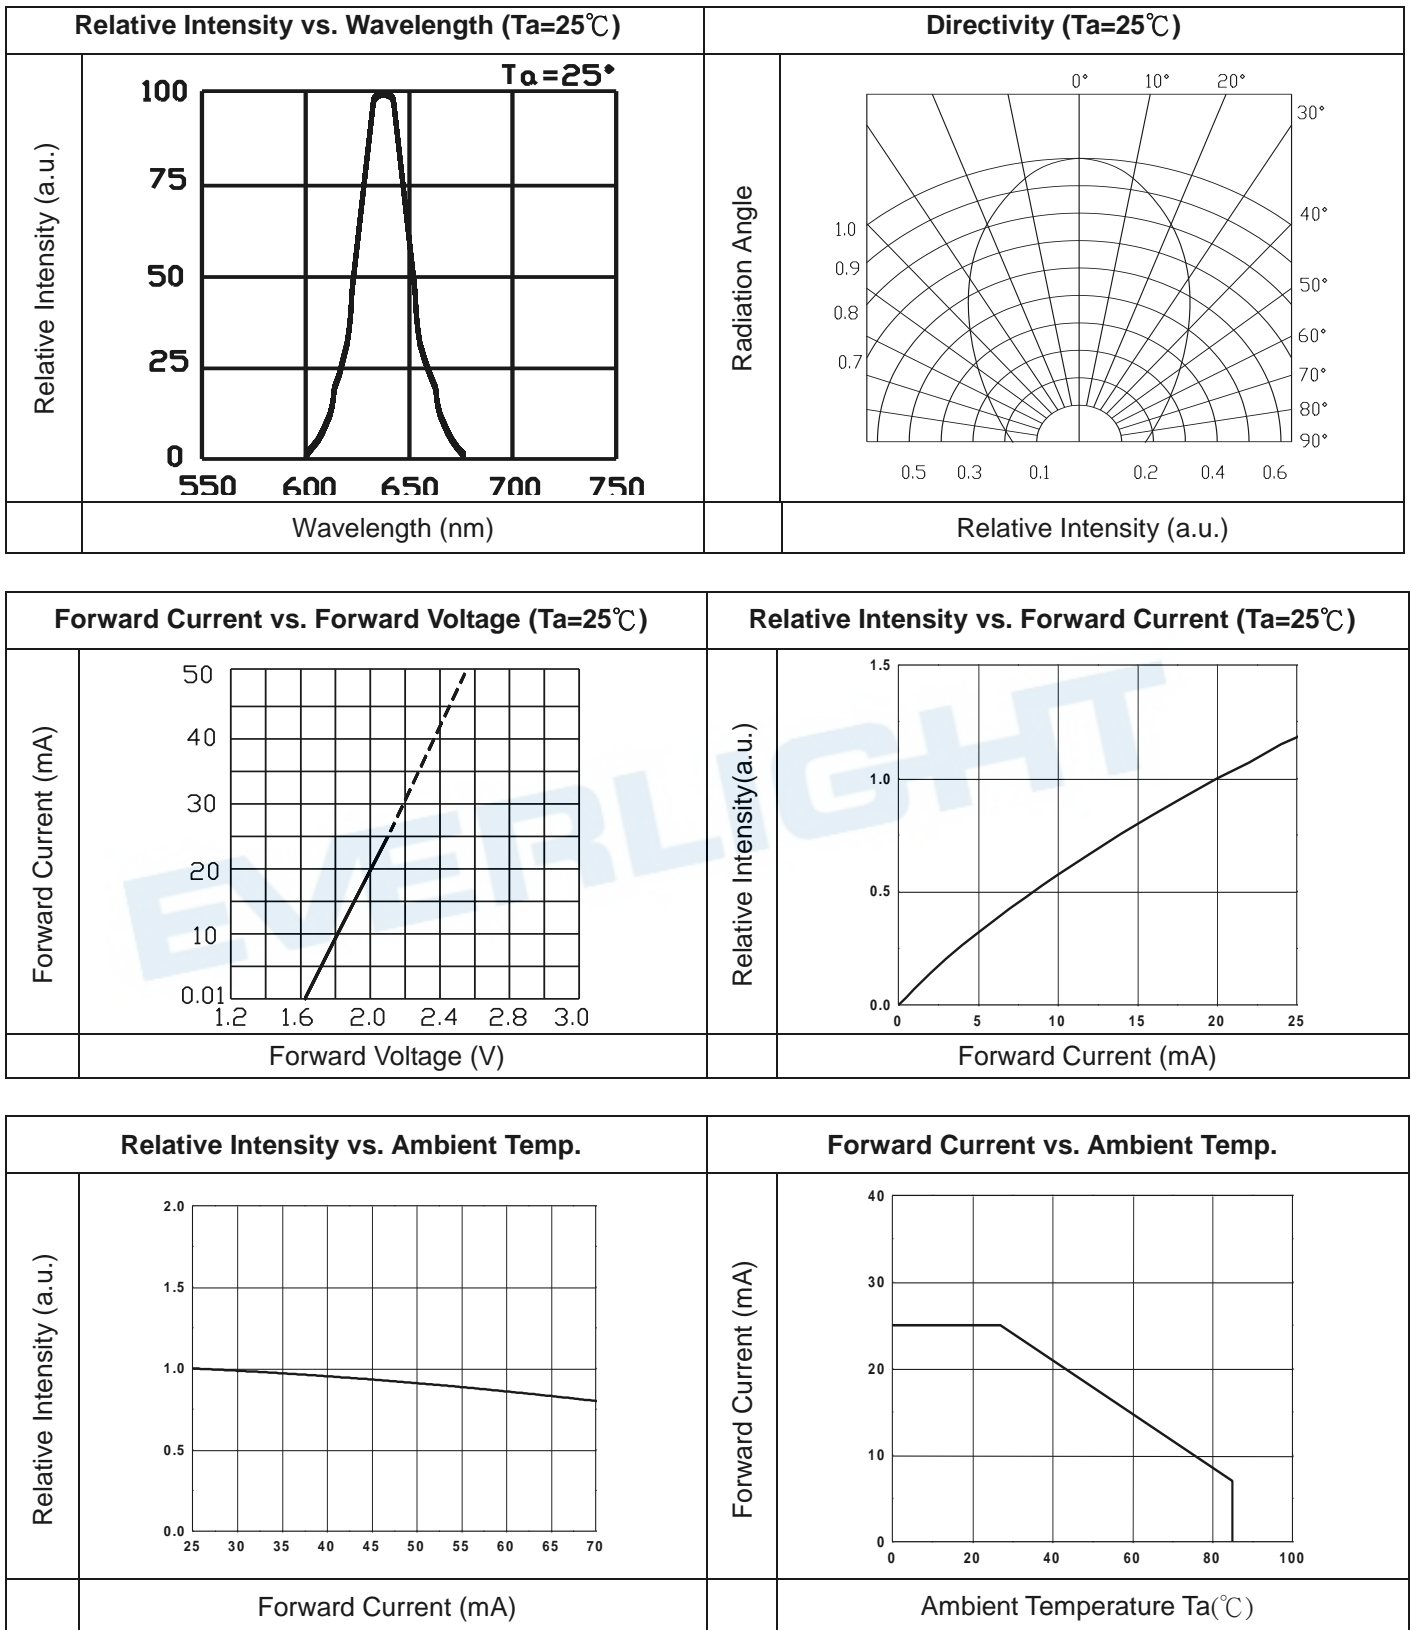 Relative Intensity vs. Wavelength (Ta=25℃)
Directivity (Ta=25℃)
Relative Intensity (a.u.)
Ta=25°
100
75
50
25
0
550 600 650 700 750
Wavelength (nm)
Radiation Angle
0° 10° 20°
30°
40°
50°
60°
70°
80°
90°
1.0
0.9
0.8
0.7
0.5 0.3 0.1 0.2 0.4 0.6
Relative Intensity (a.u.)
Forward Current vs. Forward Voltage (Ta=25℃)
Relative Intensity vs. Forward Current (Ta=25℃)
Forward Current (mA)
50
40
30
20
10
0.01
1.2 1.6 2.0 2.4 2.8 3.0
Forward Voltage (V)
Relative Intensity(a.u.)
1.5
1.0
0.5
0.0
0 5 10 15 20 25
Forward Current (mA)
EVERLIGHT
Relative Intensity vs. Ambient Temp.
Forward Current vs. Ambient Temp.
Relative Intensity (a.u.)
2.0
1.5
1.0
0.5
0.0
25 30 35 40 45 50 55 60 65 70
Forward Current (mA)
Forward Current (mA)
40
30
20
10
0
0 20 40 60 80 100
Ambient Temperature Ta(℃)